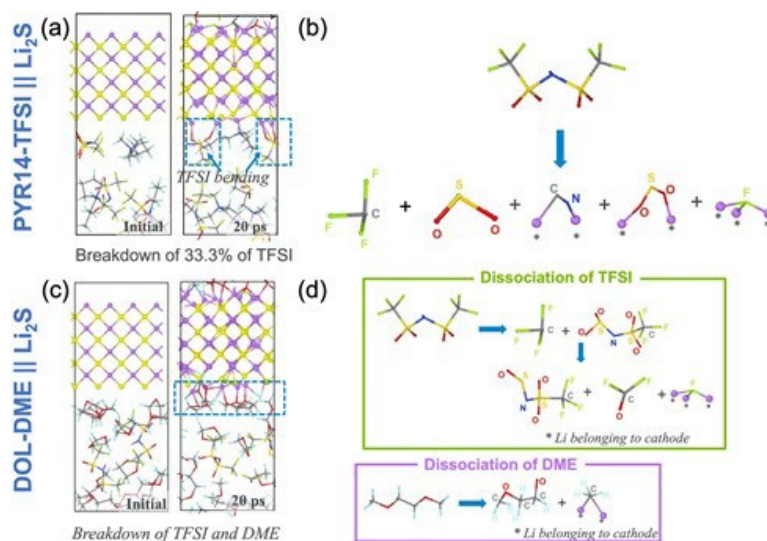 (a)
(b)
PYR14-TFSI || Li₂S
TFSI bending
Initial
20 ps
Breakdown of 33.3% of TFSI
F
F
F
C
+
S
O
O
+
C
N
*
*
+
S
O
O
*
*
+
F
*
*
*
(c)
(d)
DOL-DME || Li₂S
Initial
20 ps
Breakdown of TFSI and DME
Dissociation of TFSI
F
F
F
C
+
O
S
N
O
S
O
C
F
F
F
O
S
N
O
S
O
C
F
F
F
+
F
F
C
O
+
F
*
*
*
* Li belonging to cathode
Dissociation of DME
O
O
C
C
C
+
C
*
*
* Li belonging to cathode